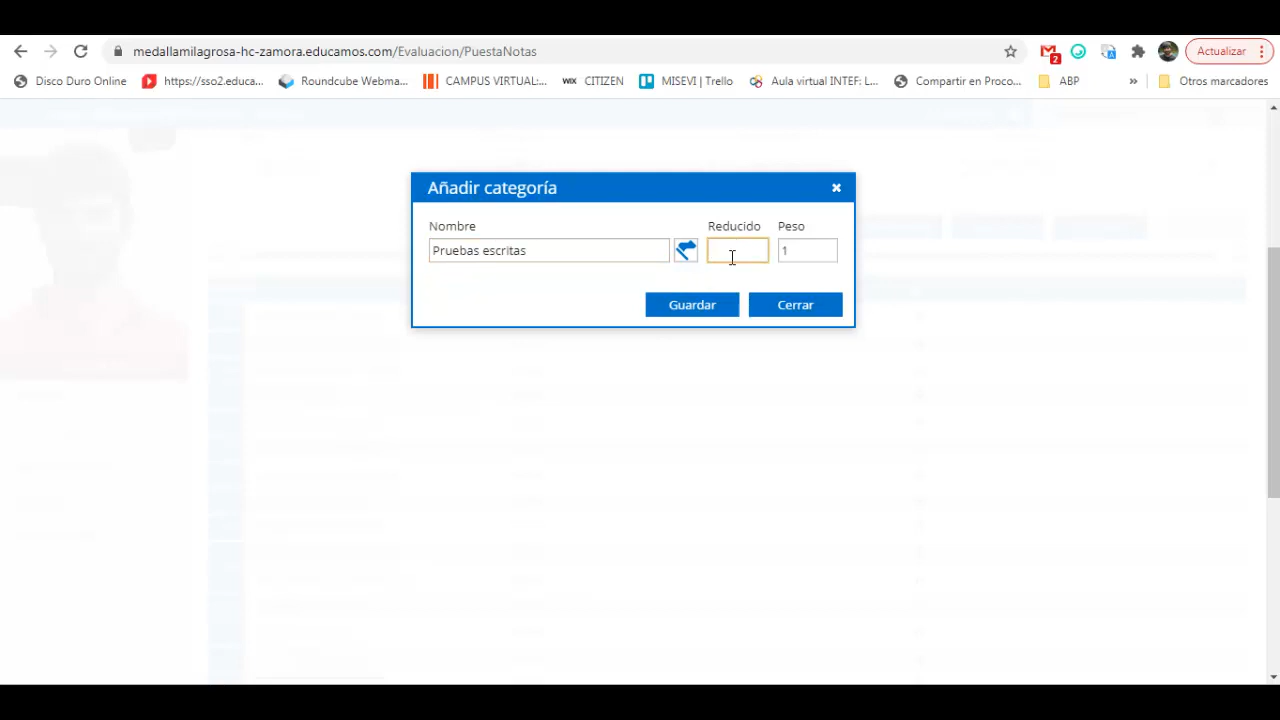 medallamilagrosa-hc-zamora.educamos.com/Evaluacion/PuestaNotas
2
Actualizar
Disco Duro Online
https://sso2.educa...
Roundcube Webma...
CAMPUS VIRTUAL:...
WIX CITIZEN
MISEVI | Trello
Aula virtual INTEF: L...
Compartir en Proco...
ABP
»
Otros marcadores
Añadir categoría
Nombre
Reducido
Peso
Pruebas escritas
1
Guardar
Cerrar